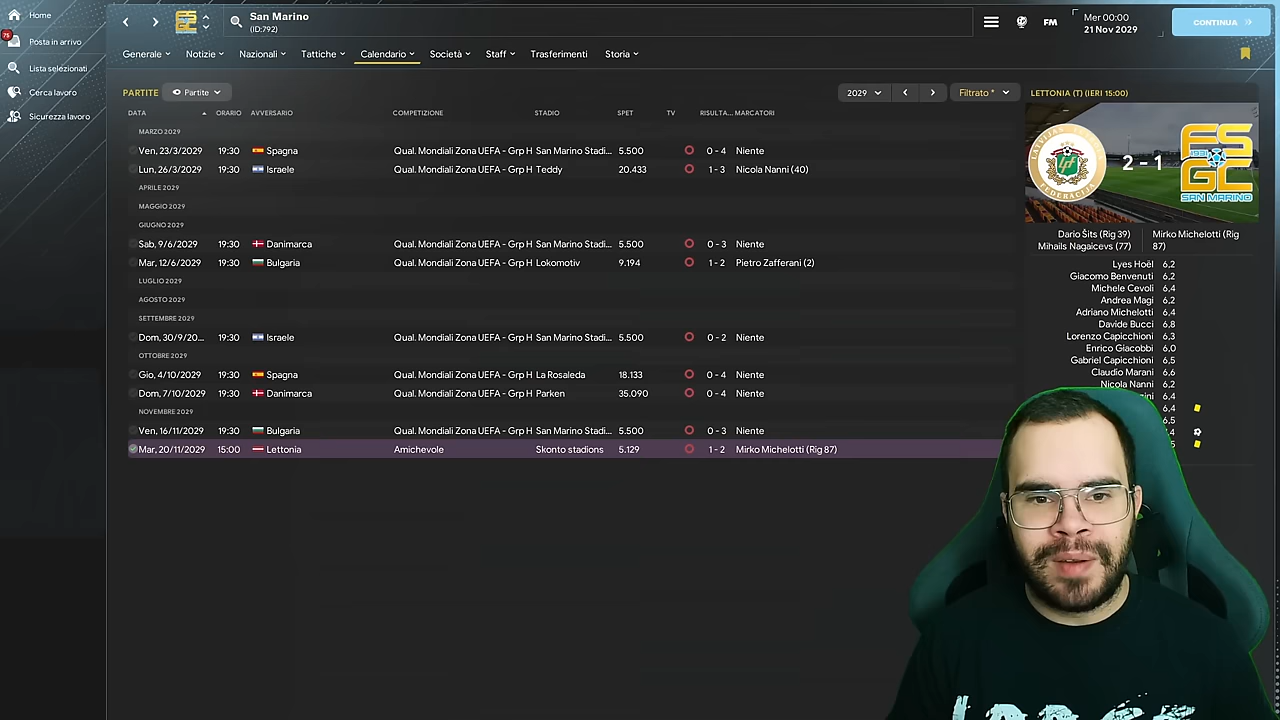 Home
75
Posta in arrivo
Lista selezionati
Cerca lavoro
Sicurezza lavoro
San Marino
(ID:792)
FM
Mer 00:00
21 Nov 2029
CONTINUA
Generale Notizie Nazionali Tattiche Calendario Società Staff Trasferimenti Storia
PARTITE Partite 2029 Filtrato *
DATA ORARIO AVVERSARIO COMPETIZIONE STADIO SPET TV RISULTA... MARCATORI
MARZO 2029
Ven, 23/3/2029 19:30 Spagna Qual. Mondiali Zona UEFA - Grp H San Marino Stadi... 5.500 0 - 4 Niente
Lun, 26/3/2029 19:30 Israele Qual. Mondiali Zona UEFA - Grp H Teddy 20.433 1 - 3 Nicola Nanni (40)
APRILE 2029
MAGGIO 2029
GIUGNO 2029
Sab, 9/6/2029 19:30 Danimarca Qual. Mondiali Zona UEFA - Grp H San Marino Stadi... 5.500 0 - 3 Niente
Mar, 12/6/2029 19:30 Bulgaria Qual. Mondiali Zona UEFA - Grp H Lokomotiv 9.194 1 - 2 Pietro Zafferani (2)
LUGLIO 2029
AGOSTO 2029
SETTEMBRE 2029
Dom, 30/9/20... 19:30 Israele Qual. Mondiali Zona UEFA - Grp H San Marino Stadi... 5.500 0 - 2 Niente
OTTOBRE 2029
Gio, 4/10/2029 19:30 Spagna Qual. Mondiali Zona UEFA - Grp H La Rosaleda 18.133 0 - 4 Niente
Dom, 7/10/2029 19:30 Danimarca Qual. Mondiali Zona UEFA - Grp H Parken 35.090 0 - 4 Niente
NOVEMBRE 2029
Ven, 16/11/2029 19:30 Bulgaria Qual. Mondiali Zona UEFA - Grp H San Marino Stadi... 5.500 0 - 3 Niente
Mar, 20/11/2029 15:00 Lettonia Amichevole Skonto stadions 5.129 1 - 2 Mirko Michelotti (Rig 87)
LETTONIA (T) (IERI 15:00)
2 - 1
FSGC
1931
SAN MARINO
Dario Šits (Rig 39)
Mihails Nagaicevs (77)
Mirko Michelotti (Rig
87)
Lyes Hoël 6,2
Giacomo Benvenuti 6,2
Michele Cevoli 6,4
Andrea Magi 6,2
Adriano Michelotti 6,4
Davide Bucci 6,8
Lorenzo Capicchioni 6,3
Enrico Giacobbi 6,0
Gabriel Capicchioni 6,5
Claudio Marani 6,6
Nicola Nanni 6,2
6,4
6,4
6,5